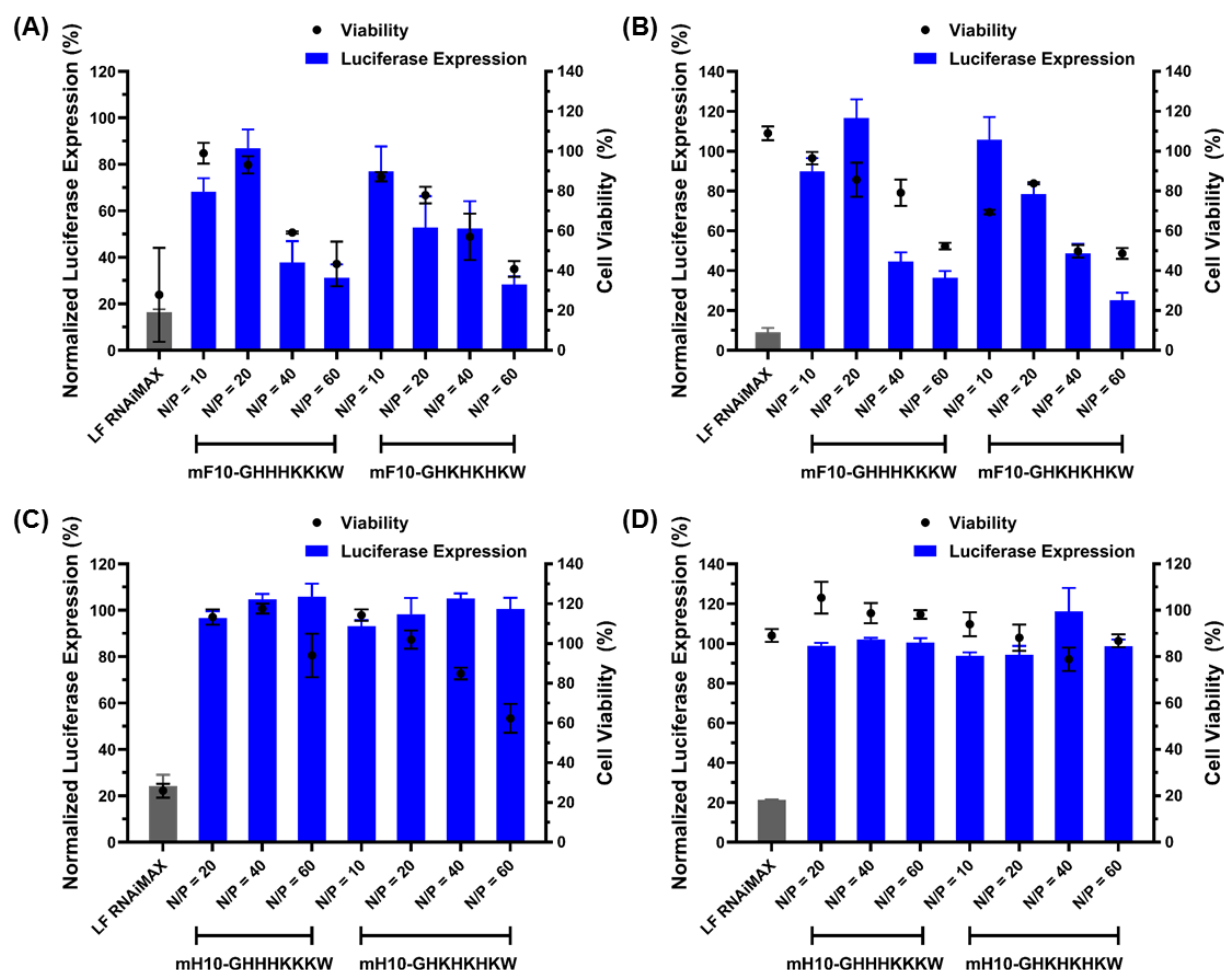 (A)
Viability
Luciferase Expression
Normalized Luciferase Expression (%)
120
100
80
60
40
20
0
140
120
100
80
60
40
20
0
Cell Viability (%)
LF RNAiMAX
N/P = 10
N/P = 20
N/P = 40
N/P = 60
N/P = 10
N/P = 20
N/P = 40
N/P = 60
mF10-GHHHKKKW
mF10-GHKHKHKW
(B)
Viability
Luciferase Expression
Normalized Luciferase Expression (%)
140
120
100
80
60
40
20
0
140
120
100
80
60
40
20
0
Cell Viability (%)
LF RNAiMAX
N/P = 10
N/P = 20
N/P = 40
N/P = 60
N/P = 10
N/P = 20
N/P = 40
N/P = 60
mF10-GHHHKKKW
mF10-GHKHKHKW
(C)
Viability
Luciferase Expression
Normalized Luciferase Expression (%)
120
100
80
60
40
20
0
140
120
100
80
60
40
20
0
Cell Viability (%)
LF RNAiMAX
N/P = 20
N/P = 40
N/P = 60
N/P = 10
N/P = 20
N/P = 40
N/P = 60
mH10-GHHHKKKW
mH10-GHKHKHKW
(D)
Viability
Luciferase Expression
Normalized Luciferase Expression (%)
140
120
100
80
60
40
20
0
120
100
80
60
40
20
0
Cell Viability (%)
LF RNAiMAX
N/P = 20
N/P = 40
N/P = 60
N/P = 10
N/P = 20
N/P = 40
N/P = 60
mH10-GHHHKKKW
mH10-GHKHKHKW